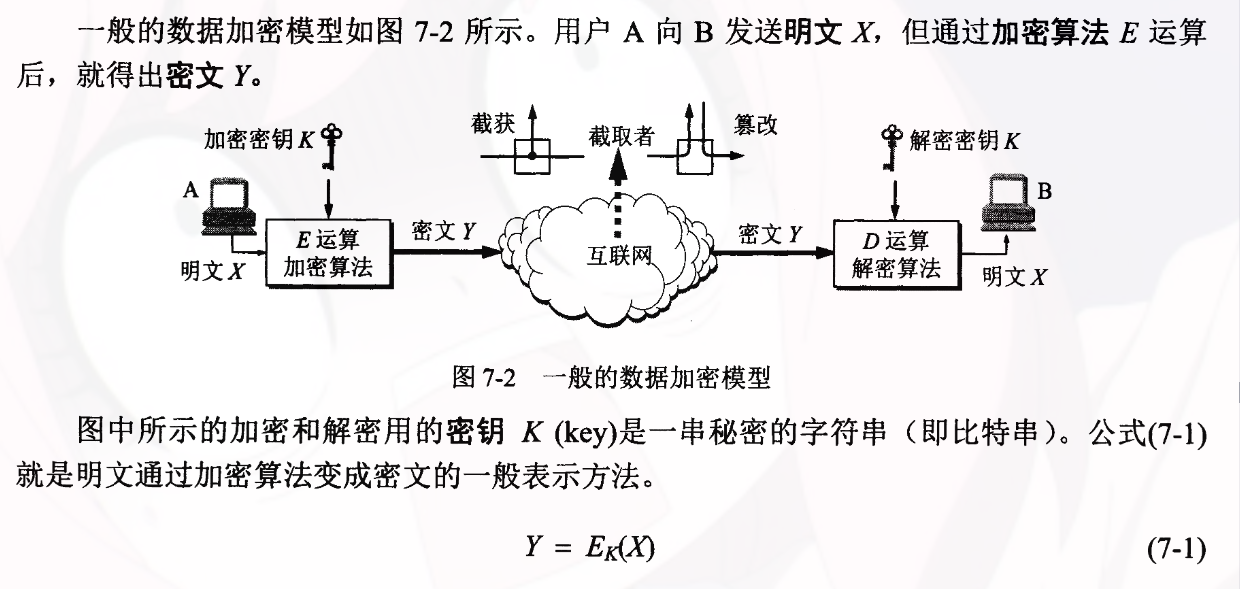 一般的数据加密模型如图 7-2 所示。用户 A 向 B 发送明文 X，但通过加密算法 E 运算
后，就得出密文 Y。
加密密钥 K
截获
截取者
篡改
解密密钥 K
A
B
E 运算
加密算法
密文 Y
互联网
密文 Y
D 运算
解密算法
明文 X
明文 X
图 7-2 一般的数据加密模型
图中所示的加密和解密用的密钥 K (key)是一串秘密的字符串（即比特串）。公式(7-1)
就是明文通过加密算法变成密文的一般表示方法。
Y = EK(X) (7-1)